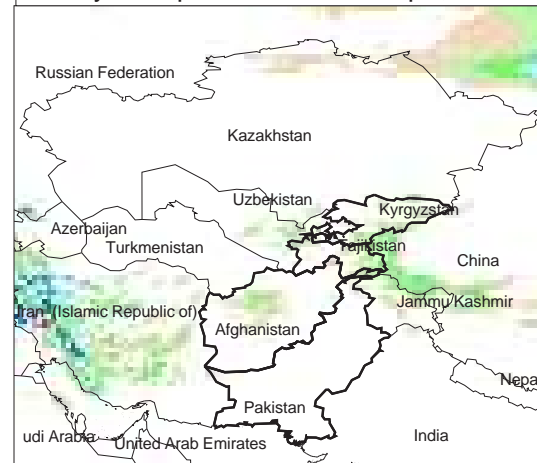 Russian Federation
Kazakhstan
Uzbekistan
Kyrgyzstan
Azerbaijan
Turkmenistan
Tajikistan
China
Jammu/Kashmir
Iran (Islamic Republic of)
Afghanistan
Nepa
Pakistan
udi Arabia
United Arab Emirates
India